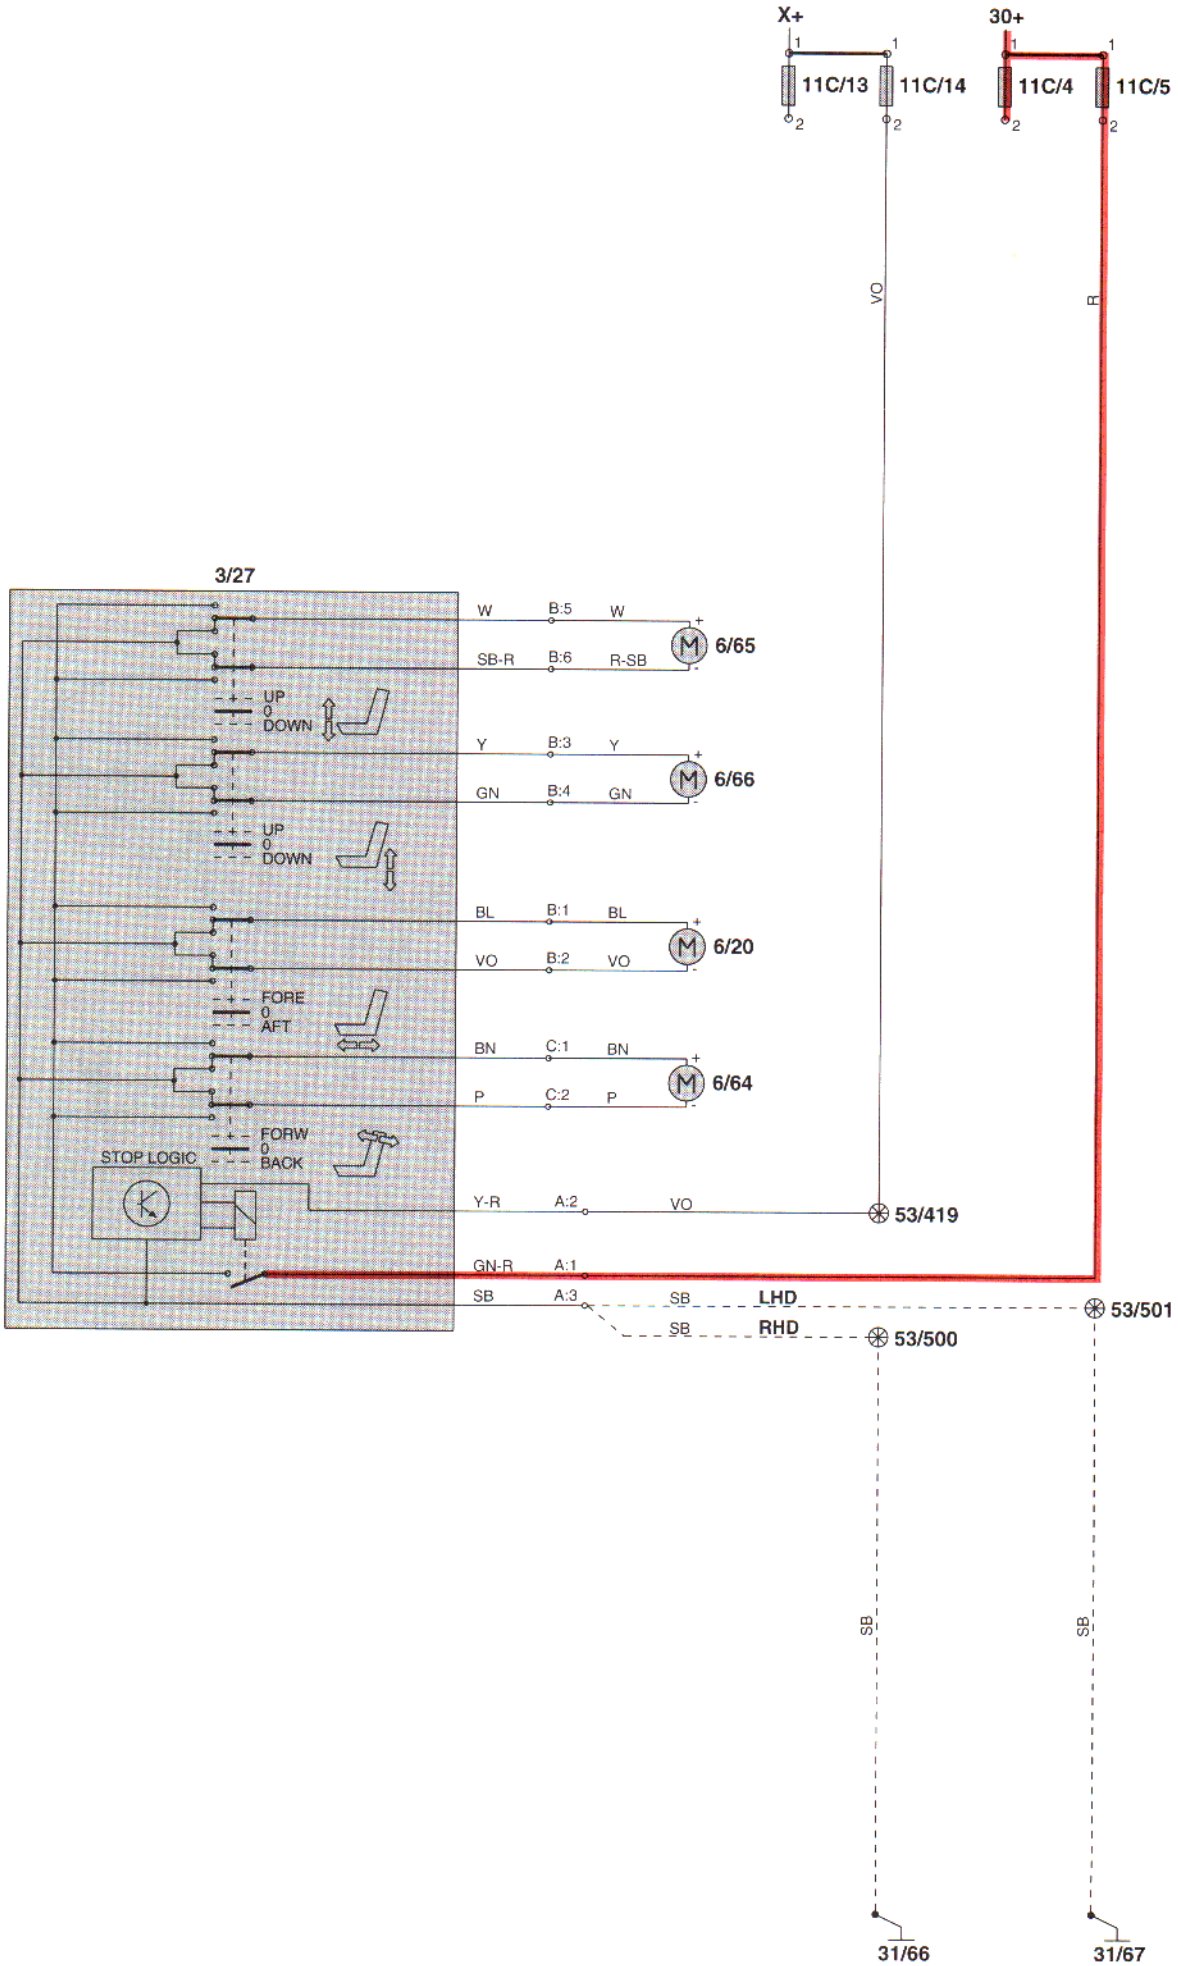 X+ 30+
1 1 1 1
11C/13 11C/14 11C/4 11C/5
2 2 2 2
VO R
3/27
W B:5 W +
M 6/65
SB-R B:6 R-SB -
UP
0
DOWN
Y B:3 Y +
M 6/66
GN B:4 GN -
UP
0
DOWN
BL B:1 BL +
M 6/20
VO B:2 VO -
FORE
0
AFT
BN C:1 BN +
M 6/64
P C:2 P -
FORW
0
BACK
STOP LOGIC
Y-R A:2 VO 53/419
GN-R A:1
SB A:3 SB LHD 53/501
SB RHD 53/500
SB SB
31/66 31/67